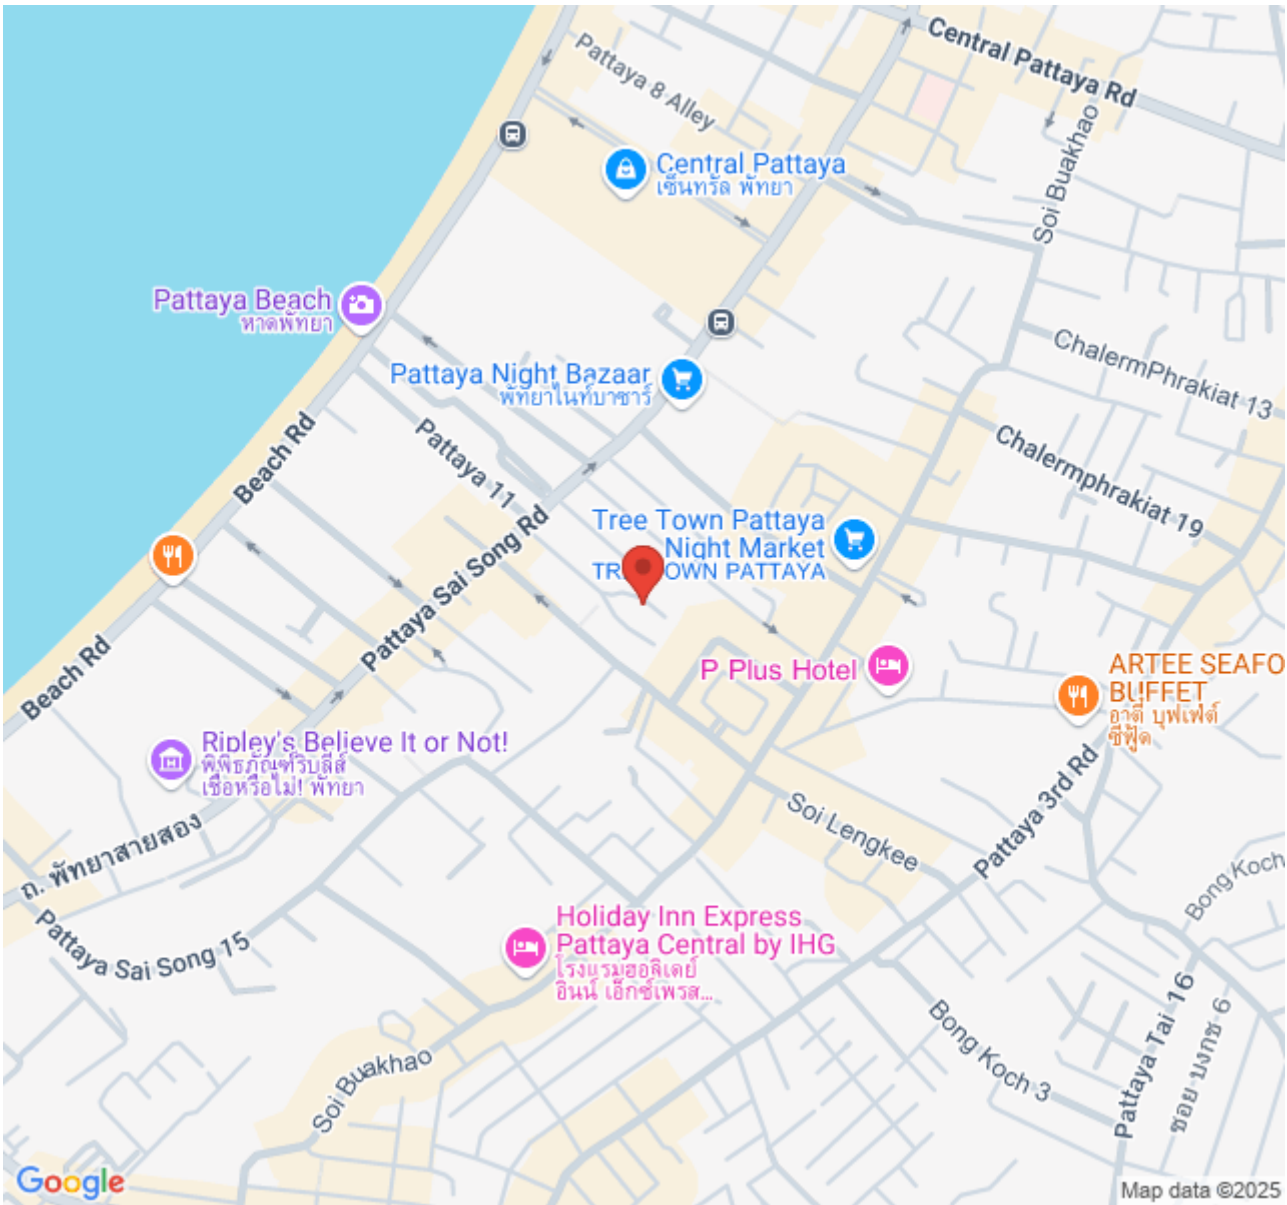 Central Pattaya Rd
Pattaya 8 Alley
Soi Buakhao
Central Pattaya
เซ็นทรัล พัทยา
Pattaya Beach
หาดพัทยา
ChalermPhrakiat 13
Pattaya Night Bazaar
พัทยาไนท์บาซาร์
Beach Rd
Pattaya 11
Chalermphrakiat 19
Pattaya Sai Song Rd
Tree Town Pattaya
Night Market
TR OWN PATTAYA
Beach Rd
P Plus Hotel
ARTEE SEAFO
BUFFET
อาตี บุฟเฟ่ต์
ซีฟู้ด
Ripley's Believe It or Not!
พิพิธภัณฑ์ริบลีส์
เชื่อหรือไม่! พัทยา
Pattaya 3rd Rd
Soi Lengkee
ถ. พัทยาสายสอง
Bong Koch
Pattaya Sai Song 15
Holiday Inn Express
Pattaya Central by IHG
โรงแรมฮอลิเดย์
อินน์ เอ็กซ์เพรส...
Bong Koch 3
Pattaya Tai 16
ซอย บงกช 6
Soi Buakhao
Google
Map data ©2025